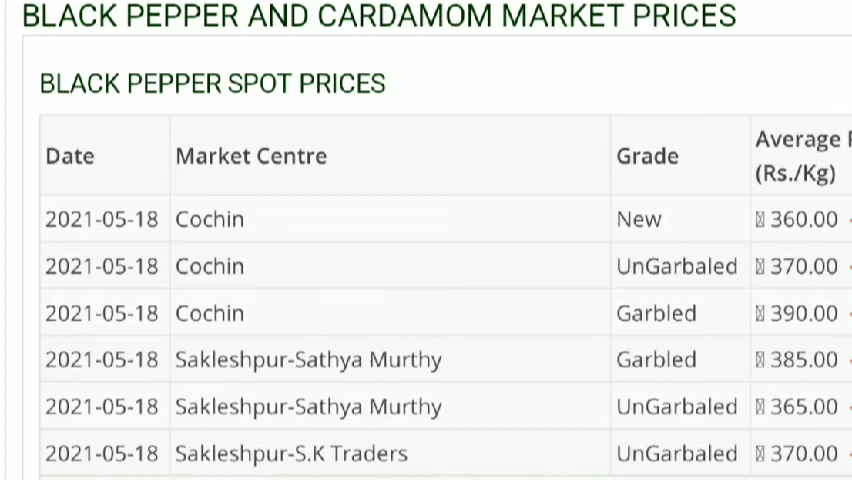 BLACK PEPPER AND CARDAMOM MARKET PRICES
BLACK PEPPER SPOT PRICES
Date Market Centre Grade Average
(Rs./Kg)
2021-05-18 Cochin New 360.00
2021-05-18 Cochin UnGarbaled 370.00
2021-05-18 Cochin Garbled 390.00
2021-05-18 Sakleshpur-Sathya Murthy Garbled 385.00
2021-05-18 Sakleshpur-Sathya Murthy UnGarbaled 365.00
2021-05-18 Sakleshpur-S.K Traders UnGarbaled 370.00